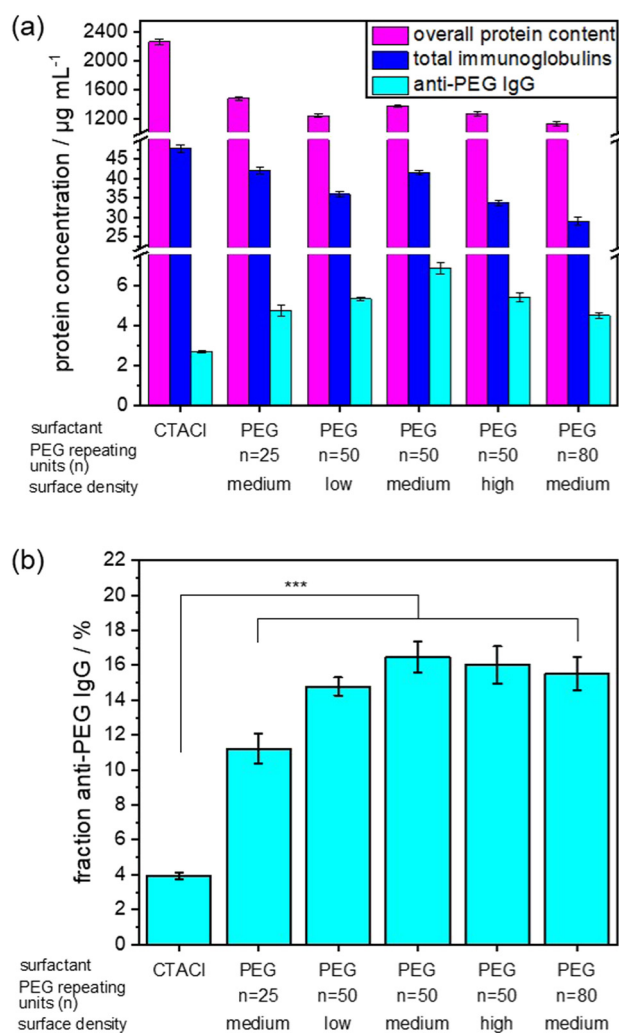 (a)
overall protein content
total immunoglobulins
anti-PEG IgG
protein concentration / µg mL⁻¹
2400
2000
1600
1200
45
40
35
30
25
6
4
2
0
surfactant CTACl PEG PEG PEG PEG PEG
PEG repeating
units (n) n=25 n=50 n=50 n=50 n=80
surface density medium low medium high medium
(b)
fraction anti-PEG IgG / %
22
20
18
16
14
12
10
8
6
4
2
0
***
surfactant CTACl PEG PEG PEG PEG PEG
PEG repeating
units (n) n=25 n=50 n=50 n=50 n=80
surface density medium low medium high medium